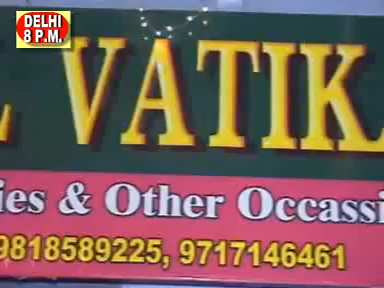 DELHI
8 P.M.
VATIK
ies & Other Occassi
9818589225, 9717146461